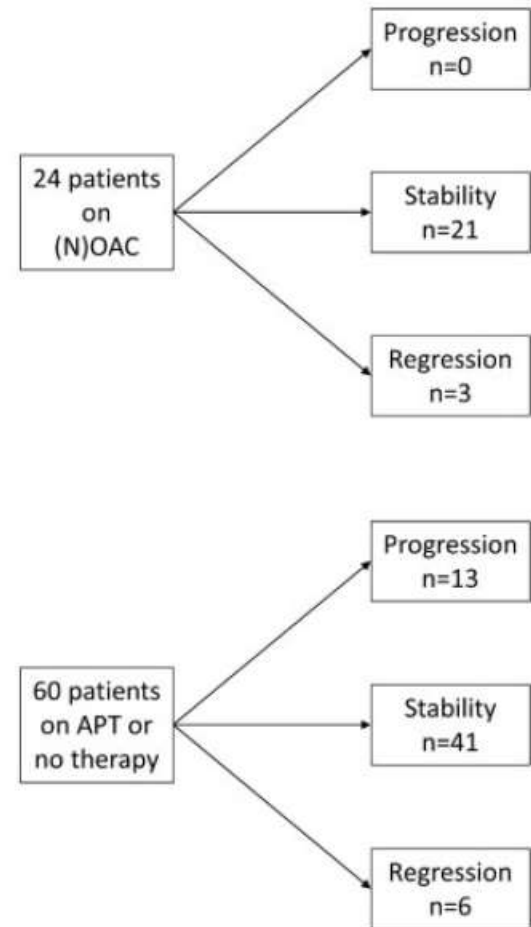 Progression
n=0
24 patients
on
(N)OAC
Stability
n=21
Regression
n=3
Progression
n=13
60 patients
on APT or
no therapy
Stability
n=41
Regression
n=6